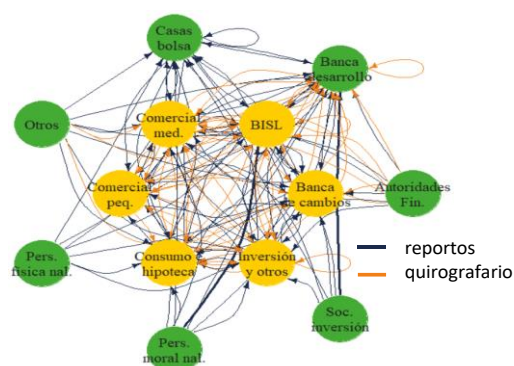 Casas
bolsa
Banca
desarrollo
Otros
Comercial
med.
BISL
Comercial
peq.
Banca
de cambios
Autoridades
Fin.
Pers.
física nal.
Consumo
hipoteca
Inversión
y otros
reportos
quirografario
Pers.
moral nal.
Soc.
inversión